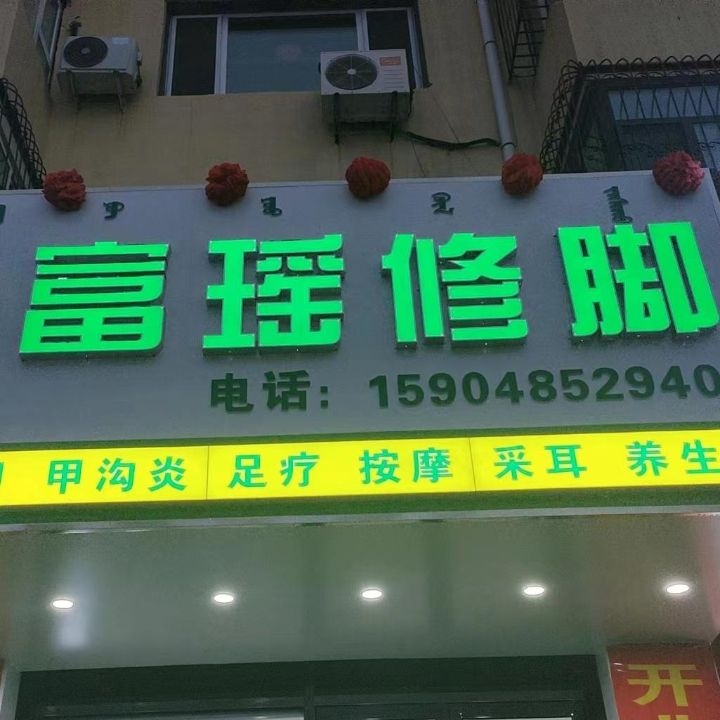 富瑶修脚
电话：15904852940
甲沟炎 足疗 按摩 采耳 养生
开